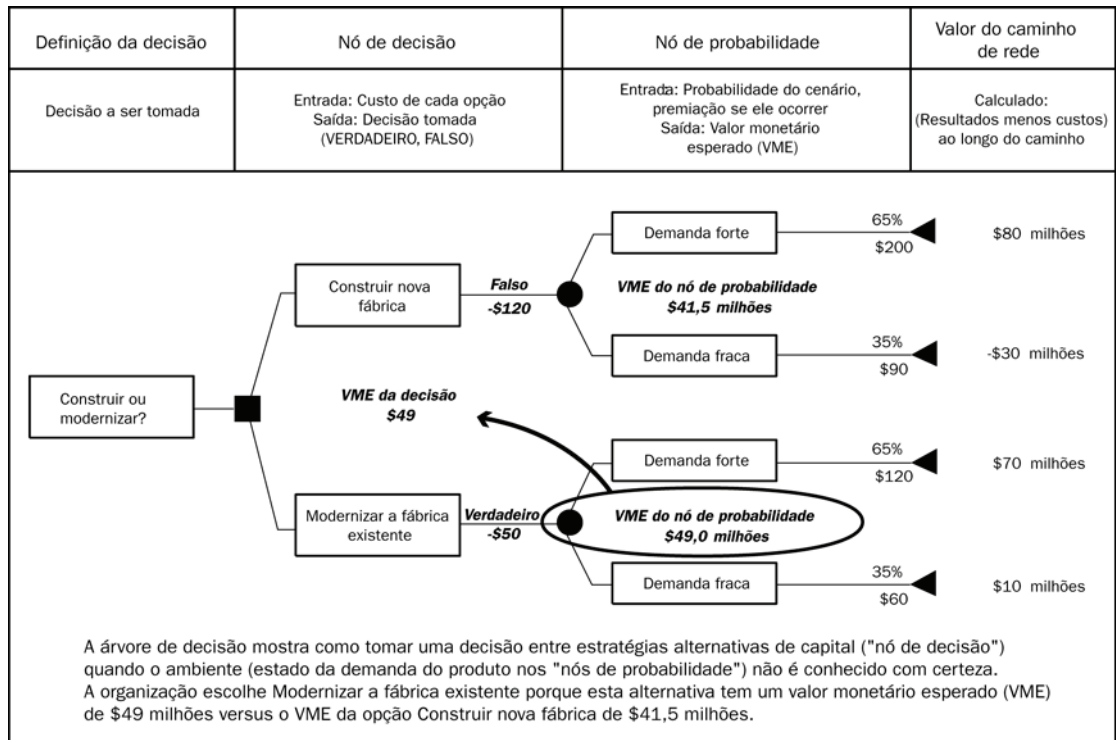 Definição da decisão
Nó de decisão
Nó de probabilidade
Valor do caminho
de rede
Decisão a ser tomada
Entrada: Custo de cada opção
Saída: Decisão tomada
(VERDADEIRO, FALSO)
Entrada: Probabilidade do cenário,
premiação se ele ocorrer
Saída: Valor monetário
esperado (VME)
Calculado:
(Resultados menos custos)
ao longo do caminho
Construir ou
modernizar?
Construir nova
fábrica
Falso
-$120
Demanda forte
65%
$200
$80 milhões
VME do nó de probabilidade
$41,5 milhões
Demanda fraca
35%
$90
-$30 milhões
VME da decisão
$49
Modernizar a fábrica
existente
Verdadeiro
-$50
Demanda forte
65%
$120
$70 milhões
VME do nó de probabilidade
$49,0 milhões
Demanda fraca
35%
$60
$10 milhões
A árvore de decisão mostra como tomar uma decisão entre estratégias alternativas de capital ("nó de decisão")
quando o ambiente (estado da demanda do produto nos "nós de probabilidade") não é conhecido com certeza.
A organização escolhe Modernizar a fábrica existente porque esta alternativa tem um valor monetário esperado (VME)
de $49 milhões versus o VME da opção Construir nova fábrica de $41,5 milhões.